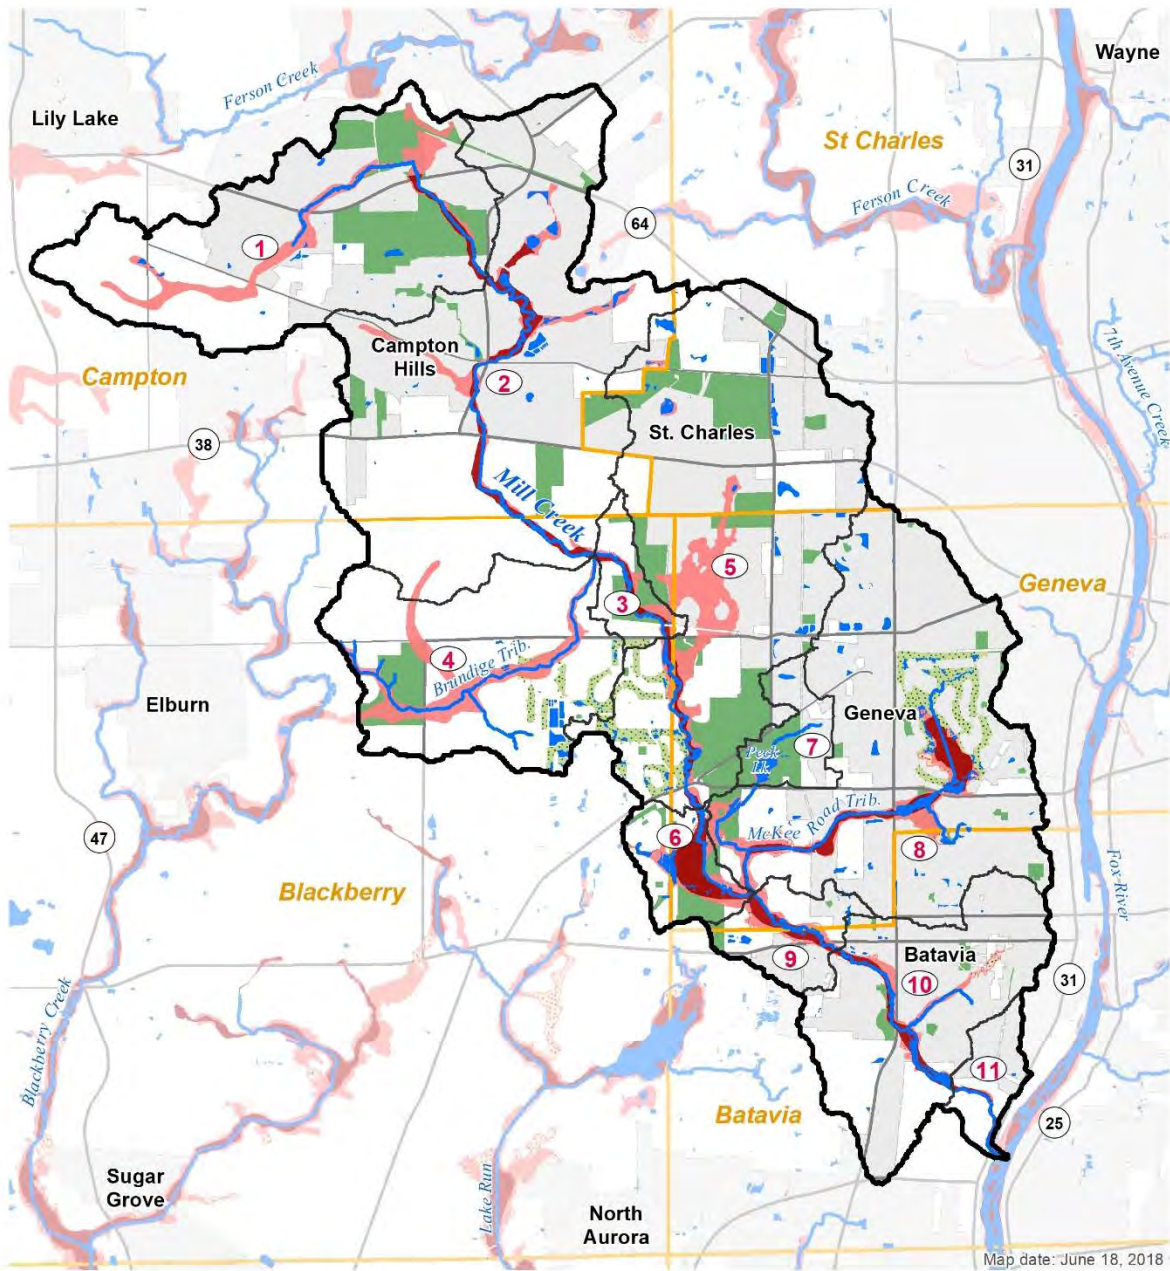 Wayne
Lily Lake
Ferson Creek
St Charles
31
Ferson Creek
64
1
7th Avenue Creek
Campton
Hills
Campton
2
St. Charles
38
Mill Creek
5
Geneva
3
4
Brundige Trib.
Elburn
Geneva
7
Peck
Lk.
McKee Road Trib.
47
6
8
Blackberry
Fox River
Batavia
9
10
31
Blackberry Creek
11
Batavia
25
Sugar
Grove
Lake Run
North
Aurora
Map date: June 18, 2018